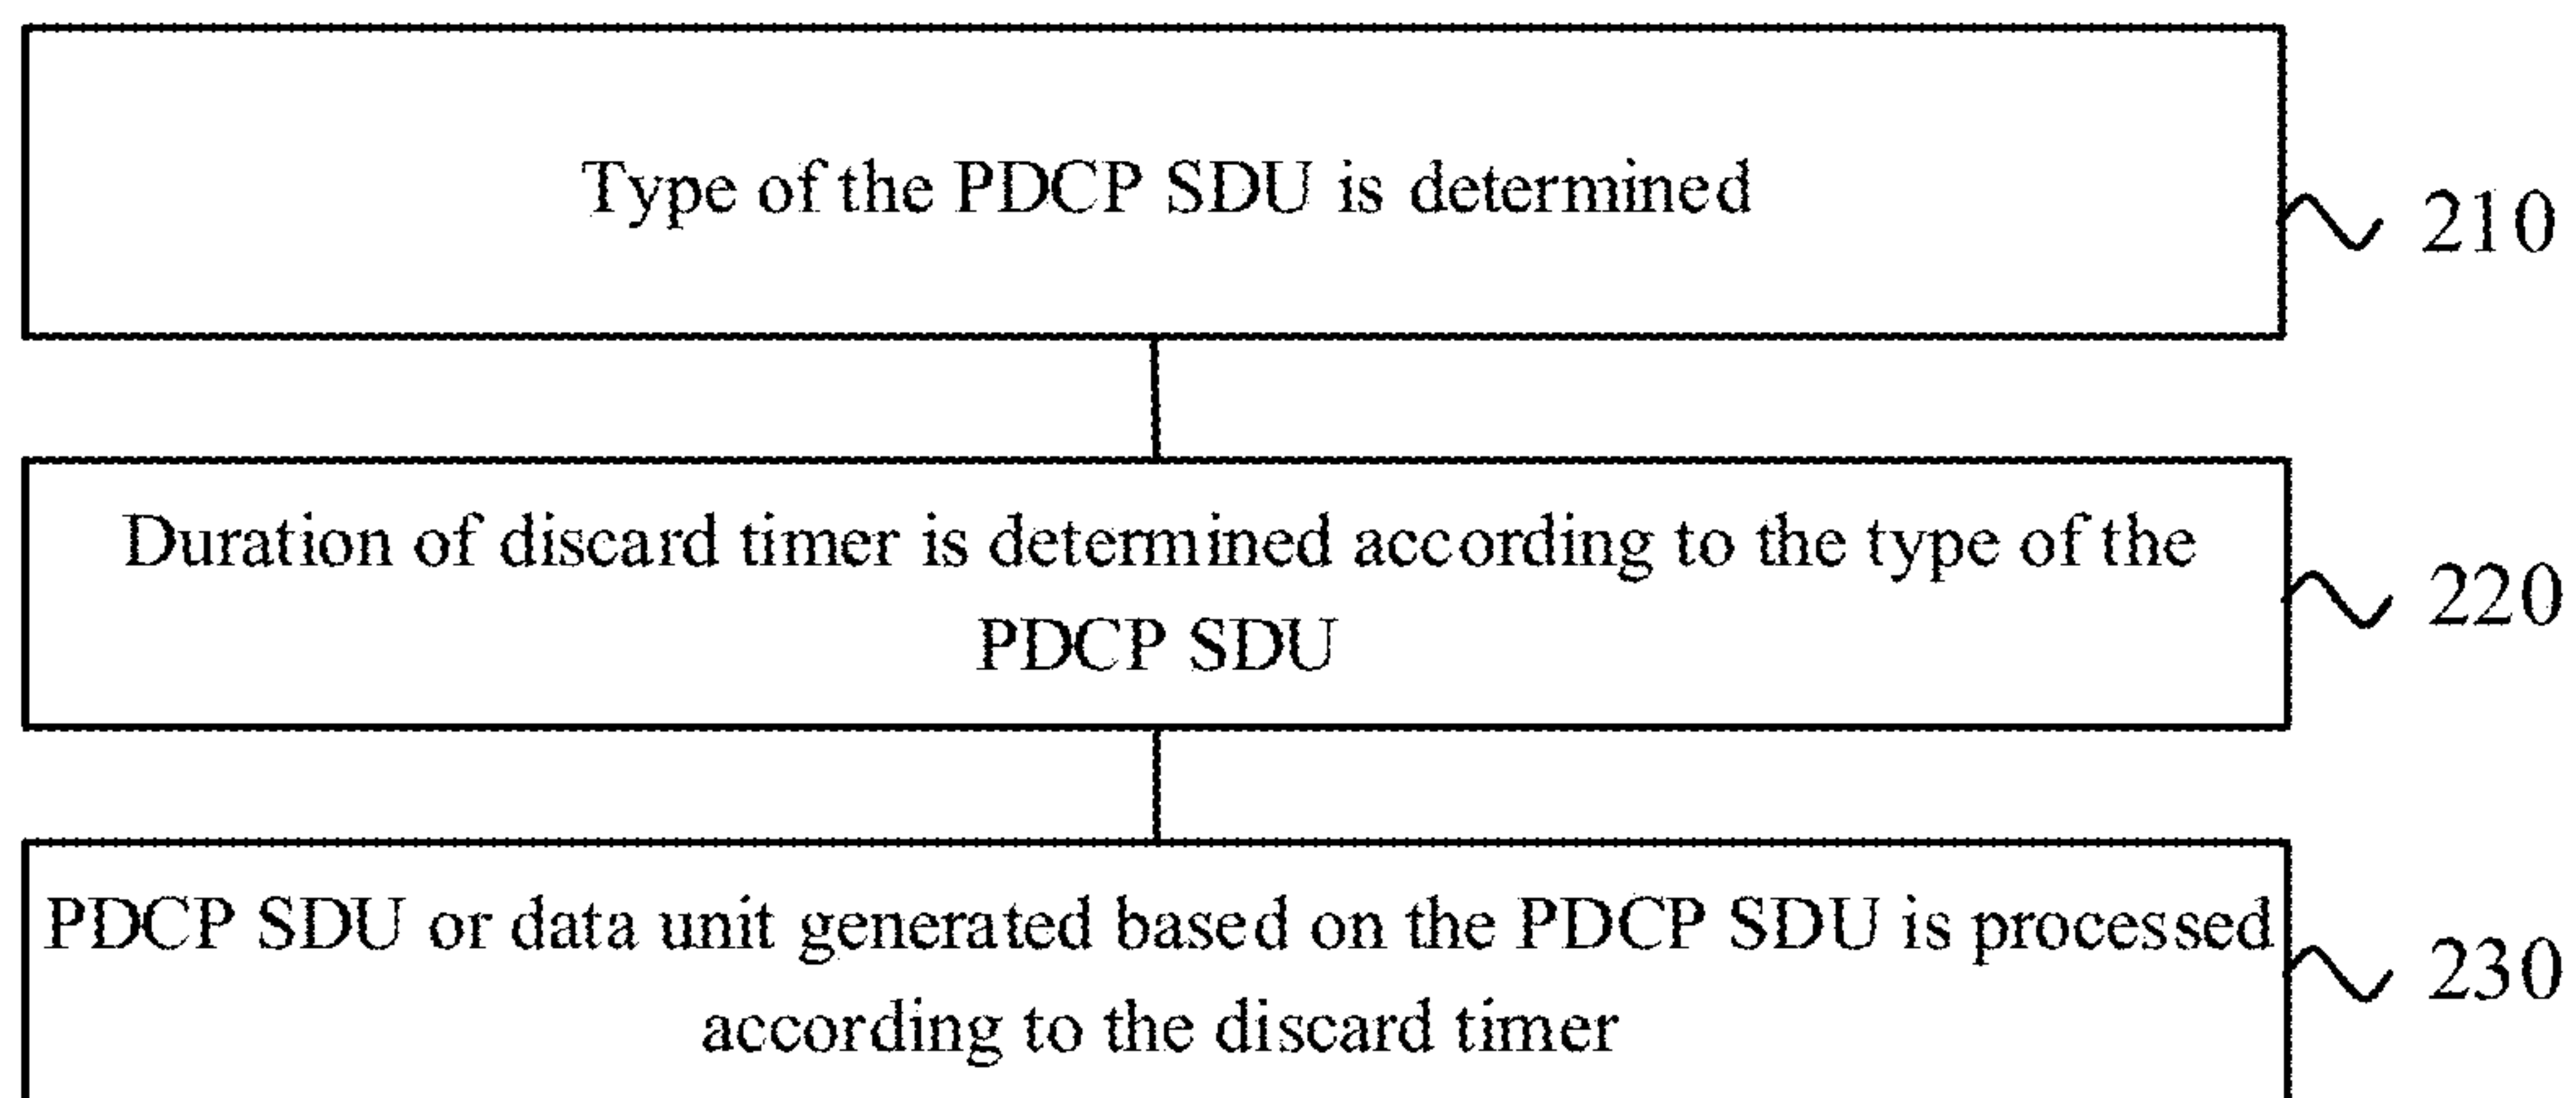 Type of the PDCP SDU is determined
210
Duration of discard timer is determined according to the type of the
PDCP SDU
220
PDCP SDU or data unit generated based on the PDCP SDU is processed
according to the discard timer
230